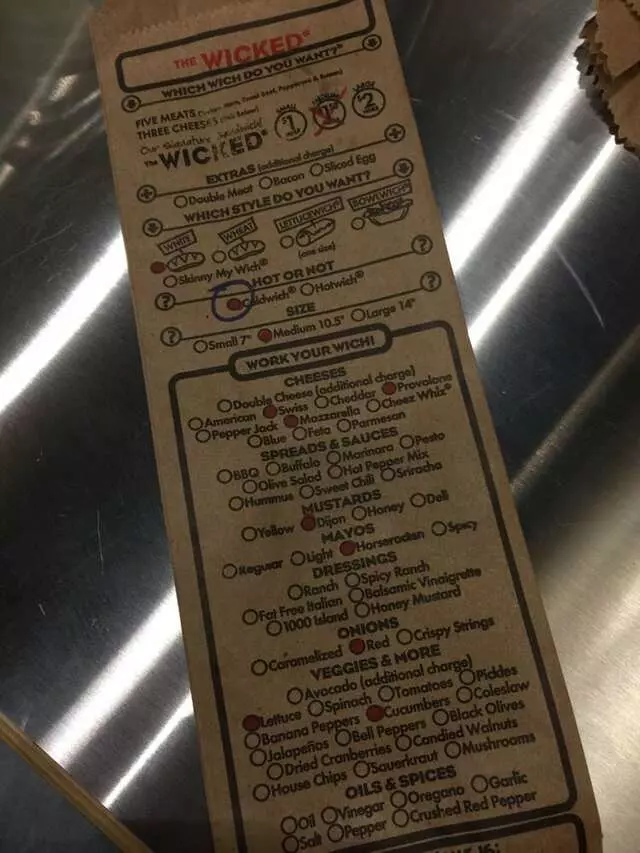 THE WICKED®
WHICH WICH DO YOU WANT?®
FIVE MEATS
THREE CHEESES
Our Signature Sandwich!
THE WICKED®
SMALL $1
$2
EXTRAS (additional charge)
Double Meat Bacon Sliced Egg
WHICH STYLE DO YOU WANT?
WHITE WHEAT LETTUCEWICH® BOWLWICH®
(one size)
Skinny My Wich®
HOT OR NOT
Coldwich® Hotwich®
SIZE
Small 7" Medium 10.5" Large 14"
WORK YOUR WICH!
CHEESES
Double Cheese (additional charge)
American Swiss Cheddar Provolone
Pepper Jack Mozzarella Cheez Whiz®
Blue Feta Parmesan
SPREADS & SAUCES
BBQ Buffalo Marinara Pesto
Olive Salad Hot Pepper Mix
Hummus Sweet Chili Sriracha
MUSTARDS
Yellow Dijon Honey Deli
MAYOS
Regular Light Horseradish Spicy
DRESSINGS
Ranch Spicy Ranch
Fat Free Italian Balsamic Vinaigrette
1000 Island Honey Mustard
ONIONS
Caramelized Red Crispy Strings
VEGGIES & MORE
Avocado (additional charge)
Lettuce Spinach Tomatoes Pickles
Banana Peppers Cucumbers Coleslaw
Jalapeños Bell Peppers Black Olives
Dried Cranberries Candied Walnuts
House Chips Sauerkraut Mushrooms
OILS & SPICES
Oil Vinegar Oregano Garlic
Salt Pepper Crushed Red Pepper